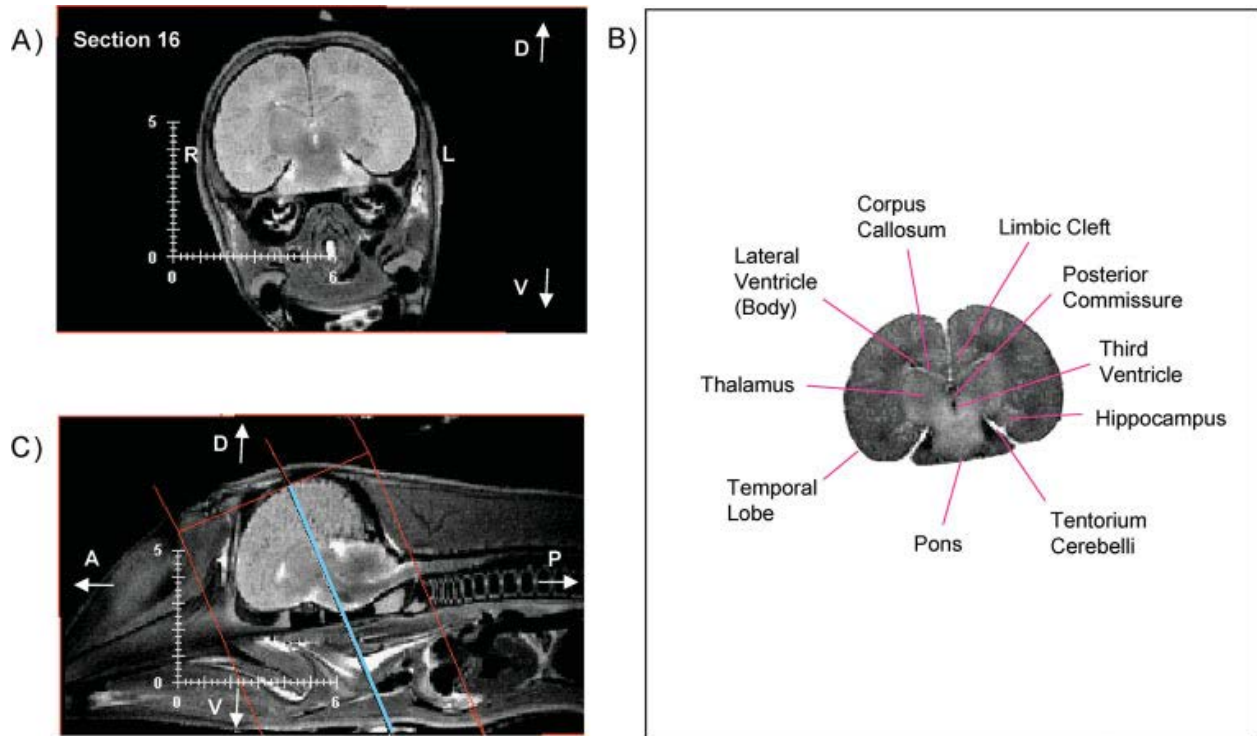 A)
Section 16
D
5
R
L
0
0
6
V
B)
Corpus
Callosum
Limbic Cleft
Lateral
Ventricle
(Body)
Posterior
Commissure
Third
Ventricle
Thalamus
Hippocampus
Temporal
Lobe
Tentorium
Cerebelli
Pons
C)
D
A
5
P
0
0
6
V